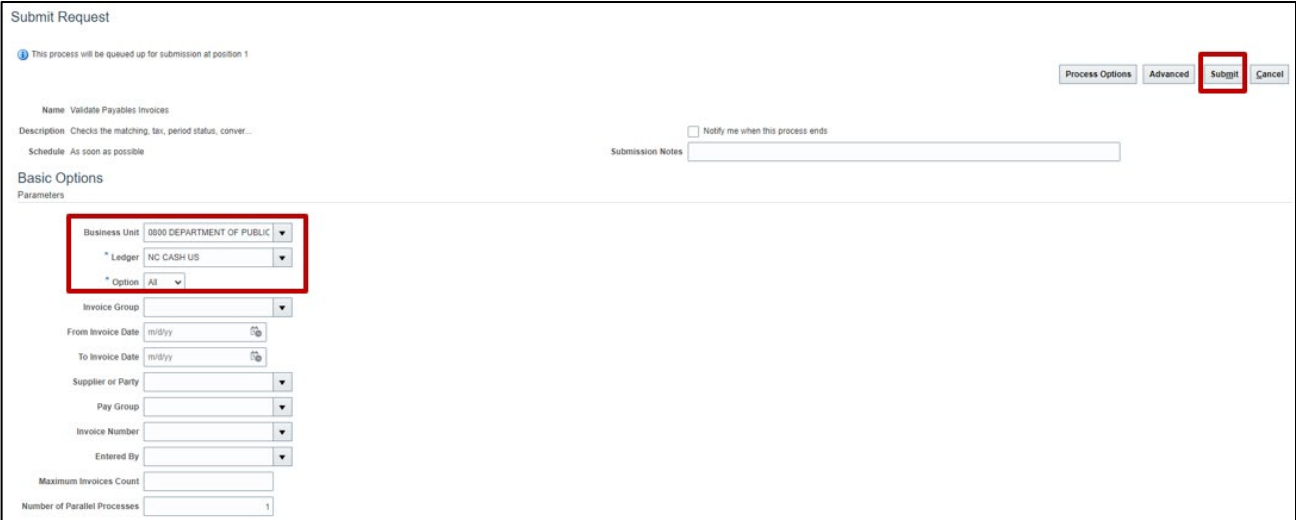 Submit Request
This process will be queued up for submission at position 1
Process Options Advanced Submit Cancel
Name Validate Payables Invoices
Description Checks the matching, tax, period status, conver...
Notify me when this process ends
Schedule As soon as possible
Submission Notes
Basic Options
Parameters
Business Unit 0800 DEPARTMENT OF PUBLIC
* Ledger NC CASH US
* Option All
Invoice Group
From Invoice Date m/d/yy
To Invoice Date m/d/yy
Supplier or Party
Pay Group
Invoice Number
Entered By
Maximum Invoices Count
Number of Parallel Processes 1